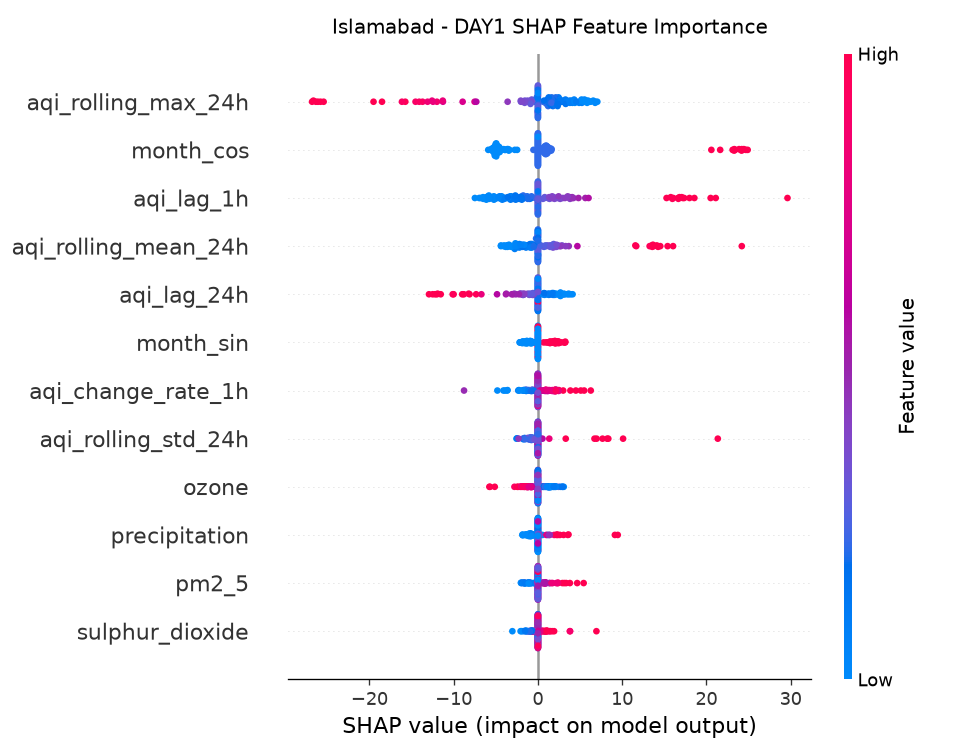 Islamabad - DAY1 SHAP Feature Importance
High
aqi_rolling_max_24h
month_cos
aqi_lag_1h
aqi_rolling_mean_24h
aqi_lag_24h
month_sin
aqi_change_rate_1h
aqi_rolling_std_24h
ozone
precipitation
pm2_5
sulphur_dioxide
Feature value
Low
−20 −10 0 10 20 30
SHAP value (impact on model output)